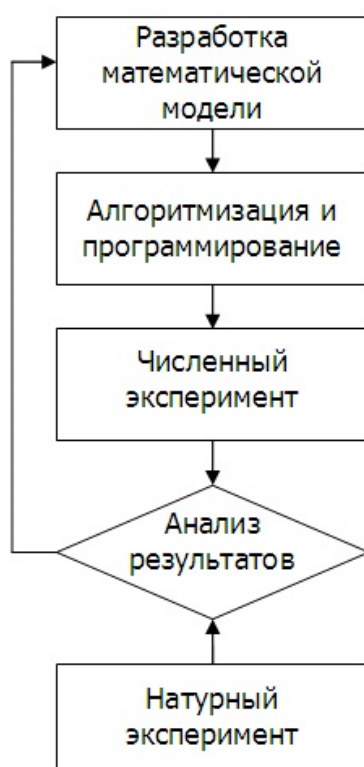 Разработка
математической
модели
Алгоритмизация и
программирование
Численный
эксперимент
Анализ
результатов
Натурный
эксперимент